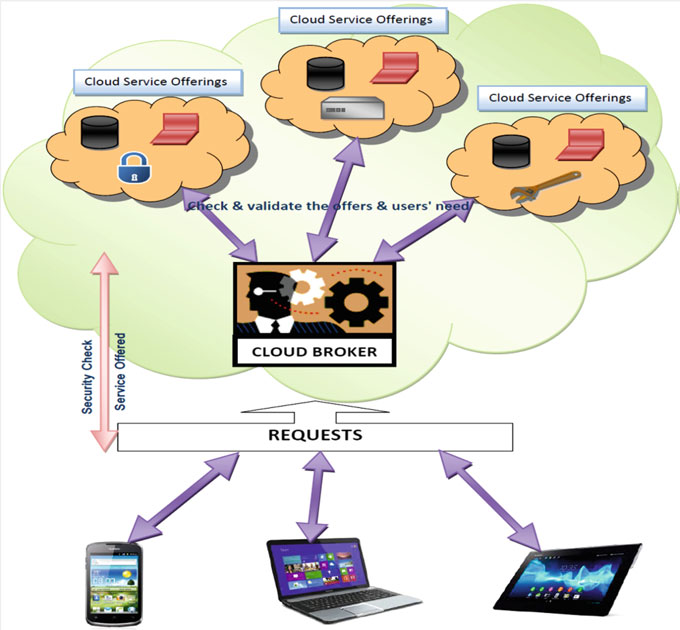 Cloud Service Offerings
Cloud Service Offerings
Cloud Service Offerings
Check & validate the offers & users' need
CLOUD BROKER
Security Check
Service Offered
REQUESTS